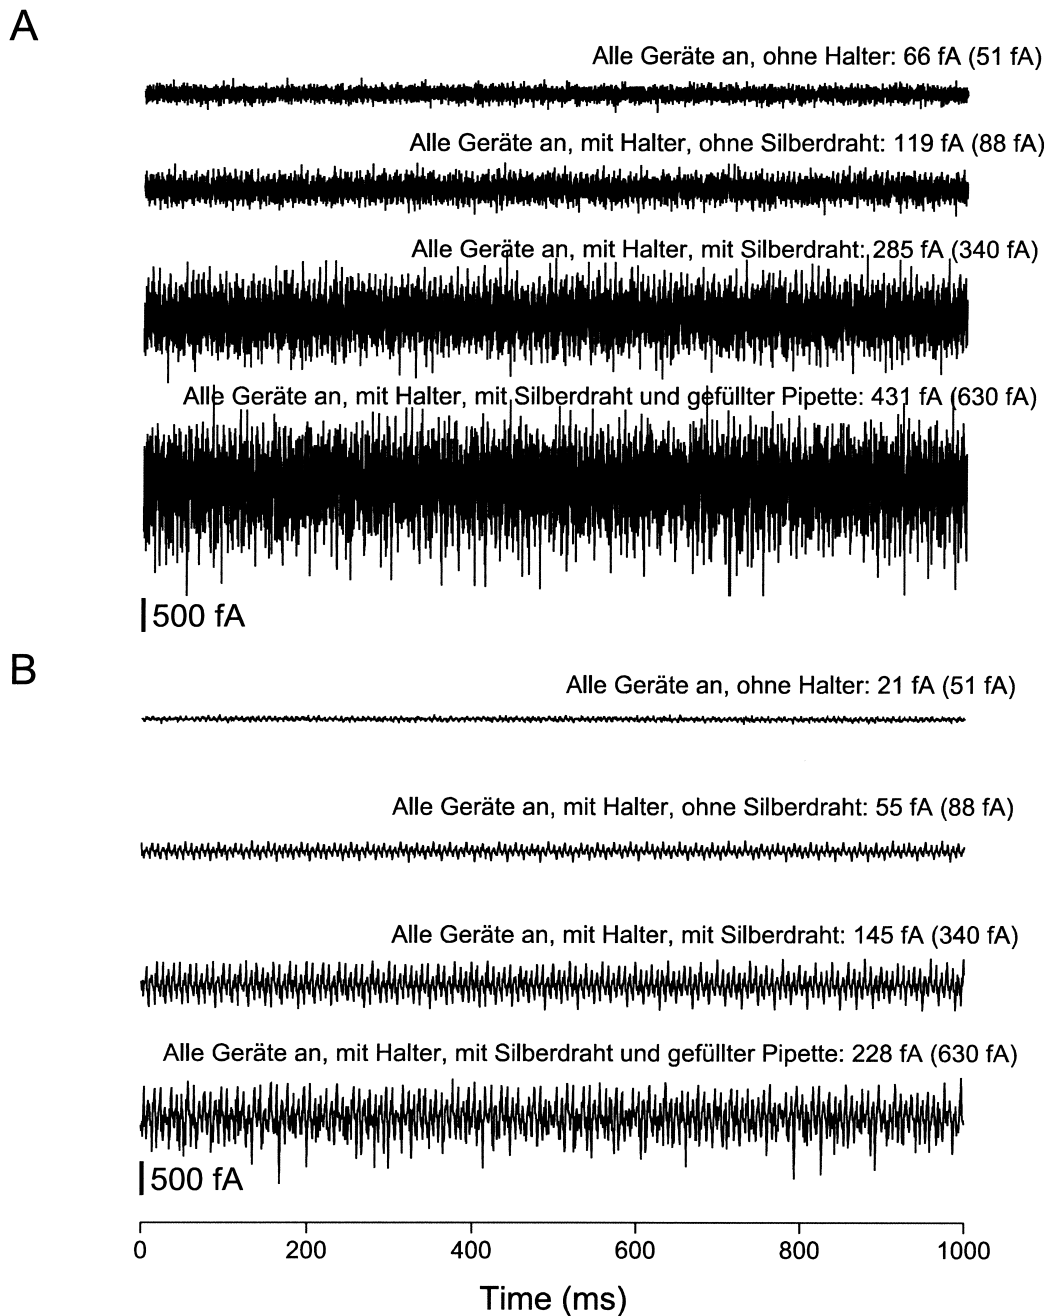 A
Alle Geräte an, ohne Halter: 66 fA (51 fA)
Alle Geräte an, mit Halter, ohne Silberdraht: 119 fA (88 fA)
Alle Geräte an, mit Halter, mit Silberdraht: 285 fA (340 fA)
Alle Geräte an, mit Halter, mit Silberdraht und gefüllter Pipette: 431 fA (630 fA)
500 fA
B
Alle Geräte an, ohne Halter: 21 fA (51 fA)
Alle Geräte an, mit Halter, ohne Silberdraht: 55 fA (88 fA)
Alle Geräte an, mit Halter, mit Silberdraht: 145 fA (340 fA)
Alle Geräte an, mit Halter, mit Silberdraht und gefüllter Pipette: 228 fA (630 fA)
500 fA
0 200 400 600 800 1000
Time (ms)